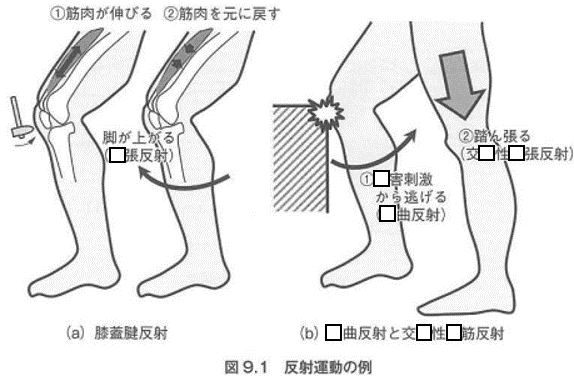 ①筋肉が伸びる ②筋肉を元に戻す
脚が上がる
(□張反射)
②踏ん張る
(交□性□張反射)
①□害刺激
から逃げる
(□曲反射)
(a) 膝蓋腱反射
(b) □曲反射と交□性□筋反射
図9.1 反射運動の例